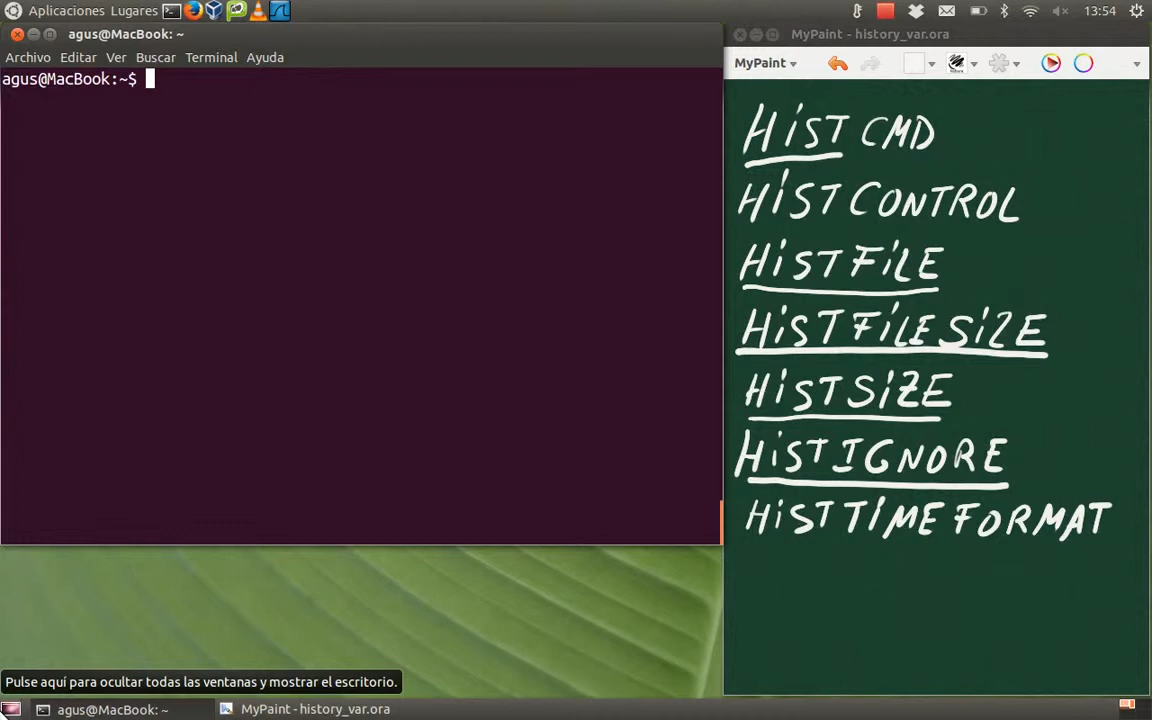 Aplicaciones Lugares 13:54
agus@MacBook: ~
Archivo Editar Ver Buscar Terminal Ayuda
agus@MacBook:~$
MyPaint - history_var.ora
MyPaint
HiST CMD
HiST CONTROL
HiST FiLE
HiST FiLE SiZE
HiST SiZE
HiST IGNORE
HiST TiME FORMAT
Pulse aquí para ocultar todas las ventanas y mostrar el escritorio.
agus@MacBook: ~ MyPaint - history_var.ora